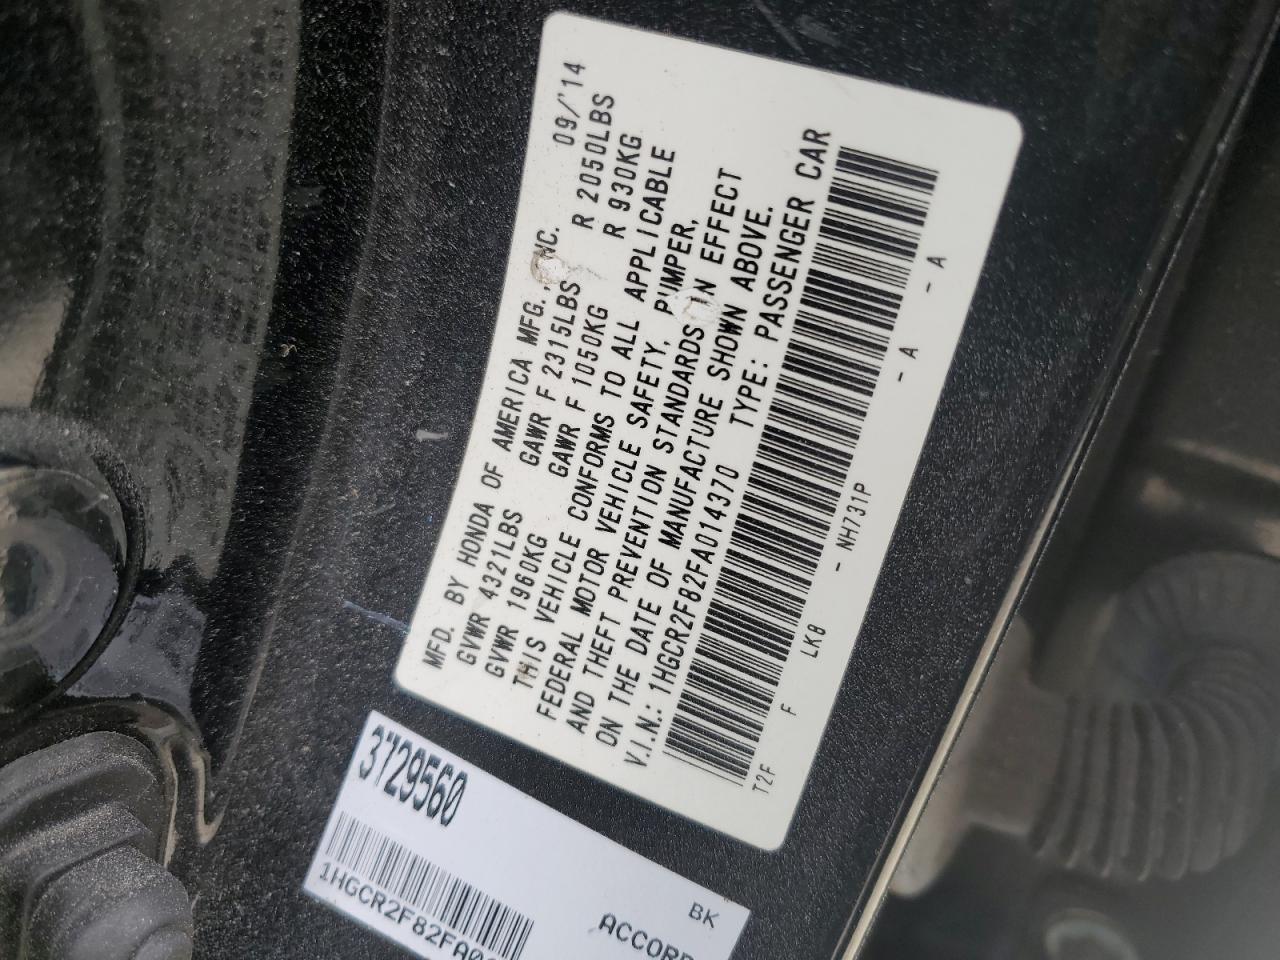 MFD. BY HONDA OF AMERICA MFG. INC. 09/'14
GVWR 4321LBS GAWR F 2315LBS R 2050LBS
GVWR 1960KG GAWR F 1050KG R 930KG
THIS VEHICLE CONFORMS TO ALL APPLICABLE
FEDERAL MOTOR VEHICLE SAFETY, PUMPER,
AND THEFT PREVENTION STANDARDS IN EFFECT
ON THE DATE OF MANUFACTURE SHOWN ABOVE.
V.I.N.: 1HGCR2F82FA014370 TYPE: PASSENGER CAR
T2F F LK8 - NH731P - A - A
3729560
1HGCR2F82FA0
BK
ACCORD